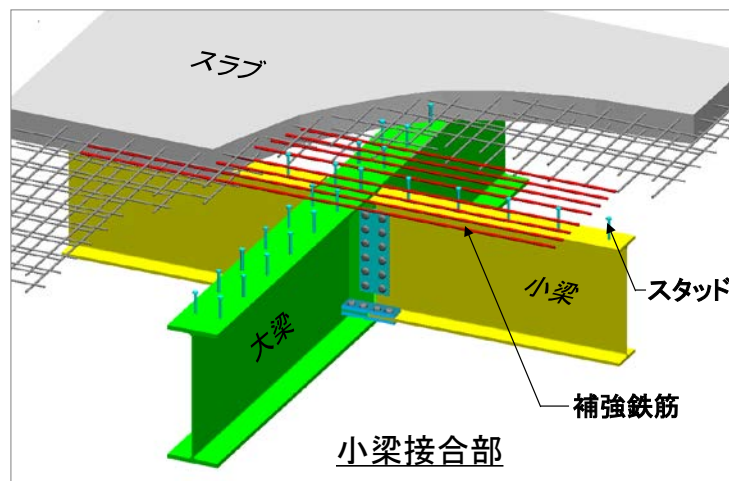 スラブ
小梁
スタッド
大梁
補強鉄筋
小梁接合部